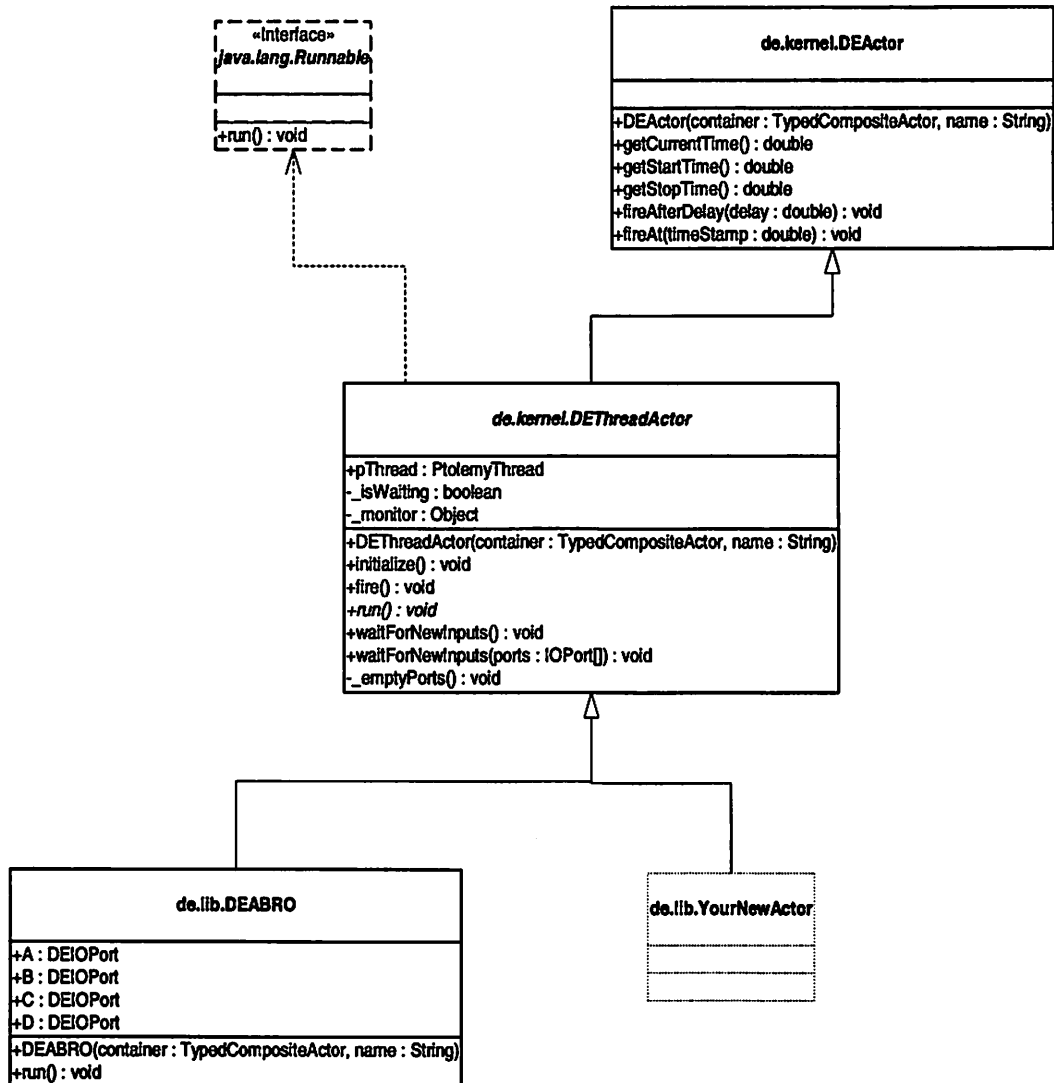 «Interface»
java.lang.Runnable
+run() : void
de.kernel.DEActor
+DEActor(container : TypedCompositeActor, name : String)
+getCurrentTime() : double
+getStartTime() : double
+getStopTime() : double
+fireAfterDelay(delay : double) : void
+fireAt(timeStamp : double) : void
de.kernel.DEThreadActor
+pThread : PtolemyThread
-_isWaiting : boolean
-_monitor : Object
+DEThreadActor(container : TypedCompositeActor, name : String)
+initialize() : void
+fire() : void
+run() : void
+waitForNewInputs() : void
+waitForNewInputs(ports : IOPort[]) : void
-_emptyPorts() : void
de.lib.DEABRO
+A : DEIOPort
+B : DEIOPort
+C : DEIOPort
+D : DEIOPort
+DEABRO(container : TypedCompositeActor, name : String)
+run() : void
de.lib.YourNewActor